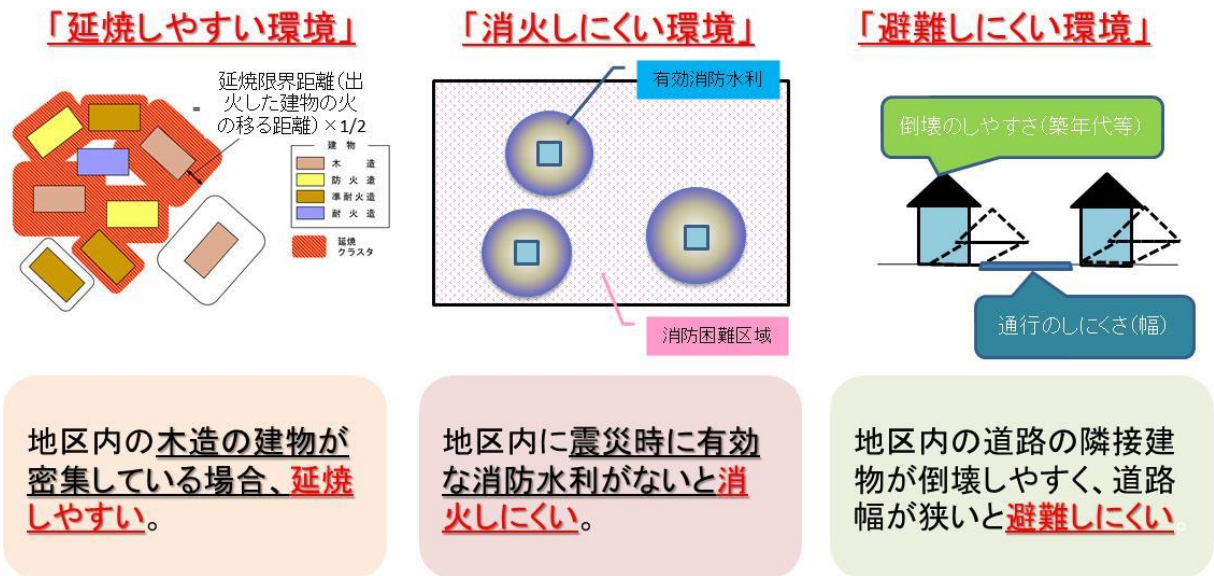 「延焼しやすい環境」
延焼限界距離(出
火した建物の火
の移る距離)×1/2
建 物
木 造
防 火 造
準 耐 火 造
耐 火 造
延焼
クラスタ
地区内の木造の建物が
密集している場合、延焼
しやすい。
「消火しにくい環境」
有効消防水利
消防困難区域
地区内に震災時に有効
な消防水利がないと消
火しにくい。
「避難しにくい環境」
倒壊のしやすさ(築年代等)
通行のしにくさ(幅)
地区内の道路の隣接建
物が倒壊しやすく、道路
幅が狭いと避難しにくい。